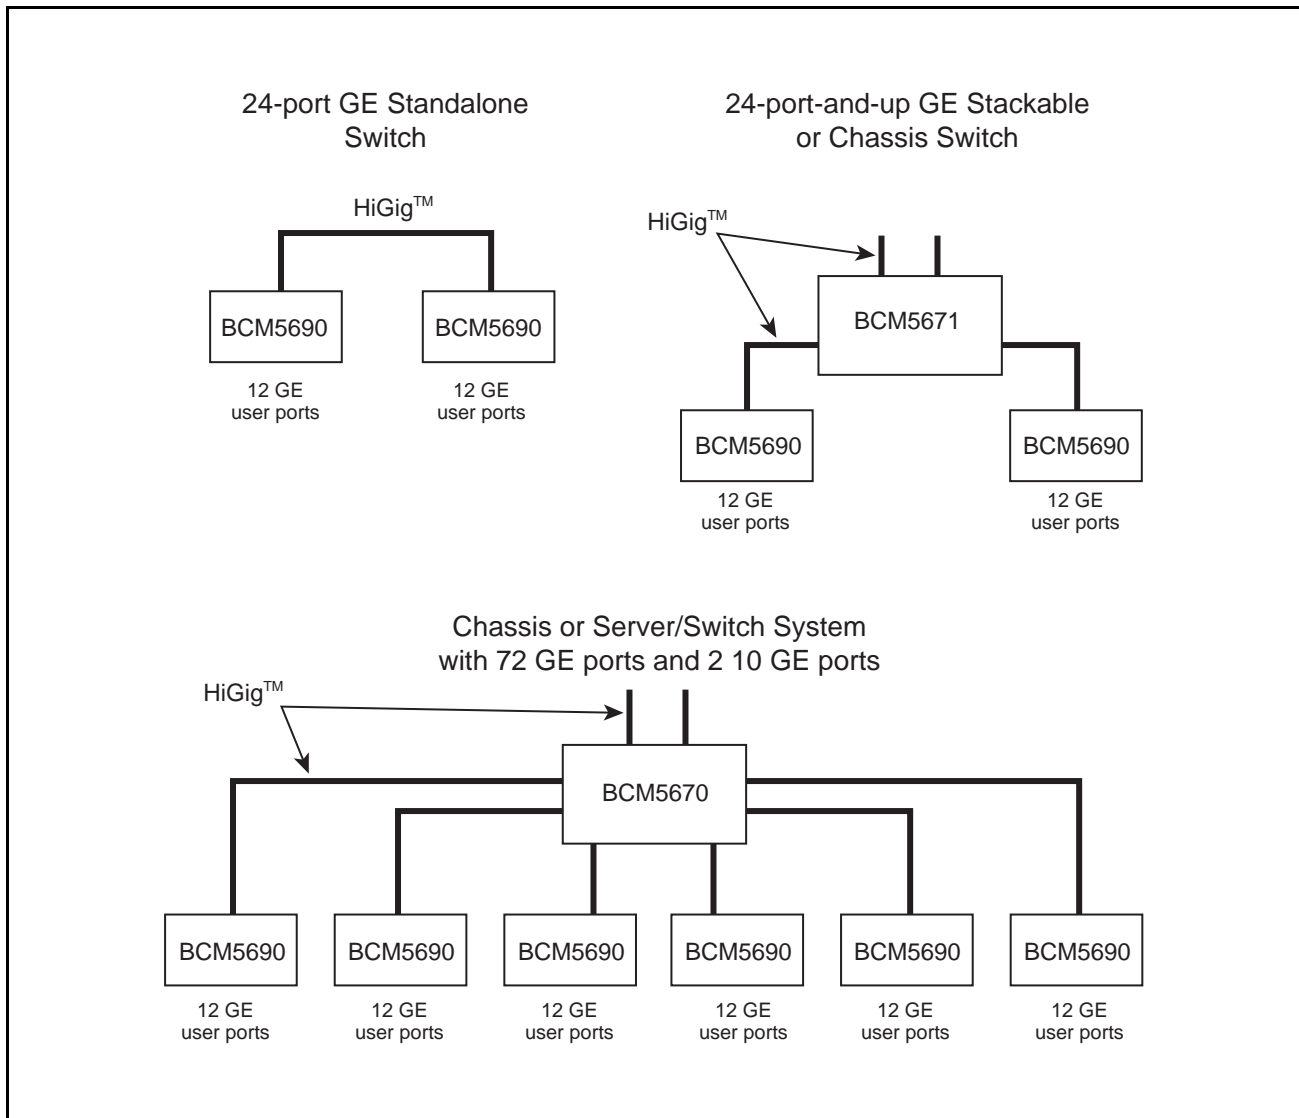 24-port GE Standalone
Switch
HiGig™
BCM5690
BCM5690
12 GE
user ports
12 GE
user ports
24-port-and-up GE Stackable
or Chassis Switch
HiGig™
BCM5671
BCM5690
BCM5690
12 GE
user ports
12 GE
user ports
Chassis or Server/Switch System
with 72 GE ports and 2 10 GE ports
HiGig™
BCM5670
BCM5690
BCM5690
BCM5690
BCM5690
BCM5690
BCM5690
12 GE
user ports
12 GE
user ports
12 GE
user ports
12 GE
user ports
12 GE
user ports
12 GE
user ports